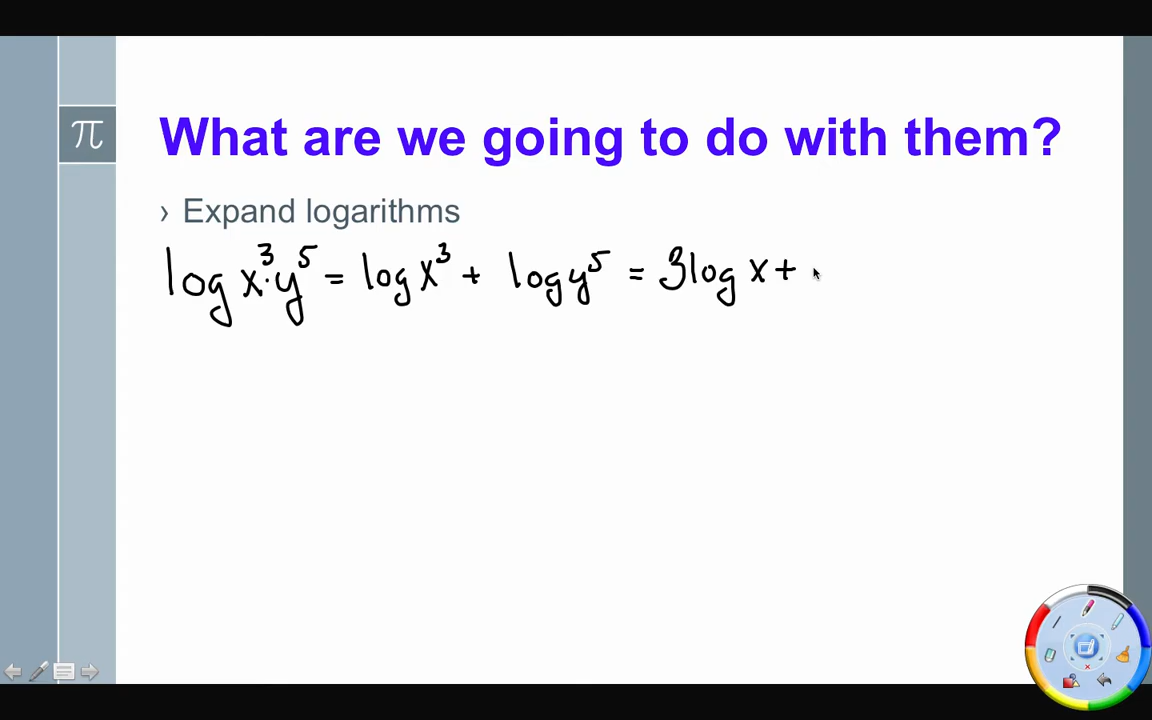 π
What are we going to do with them?
› Expand logarithms
log x³·y⁵ = log x³ + log y⁵ = 3log x +